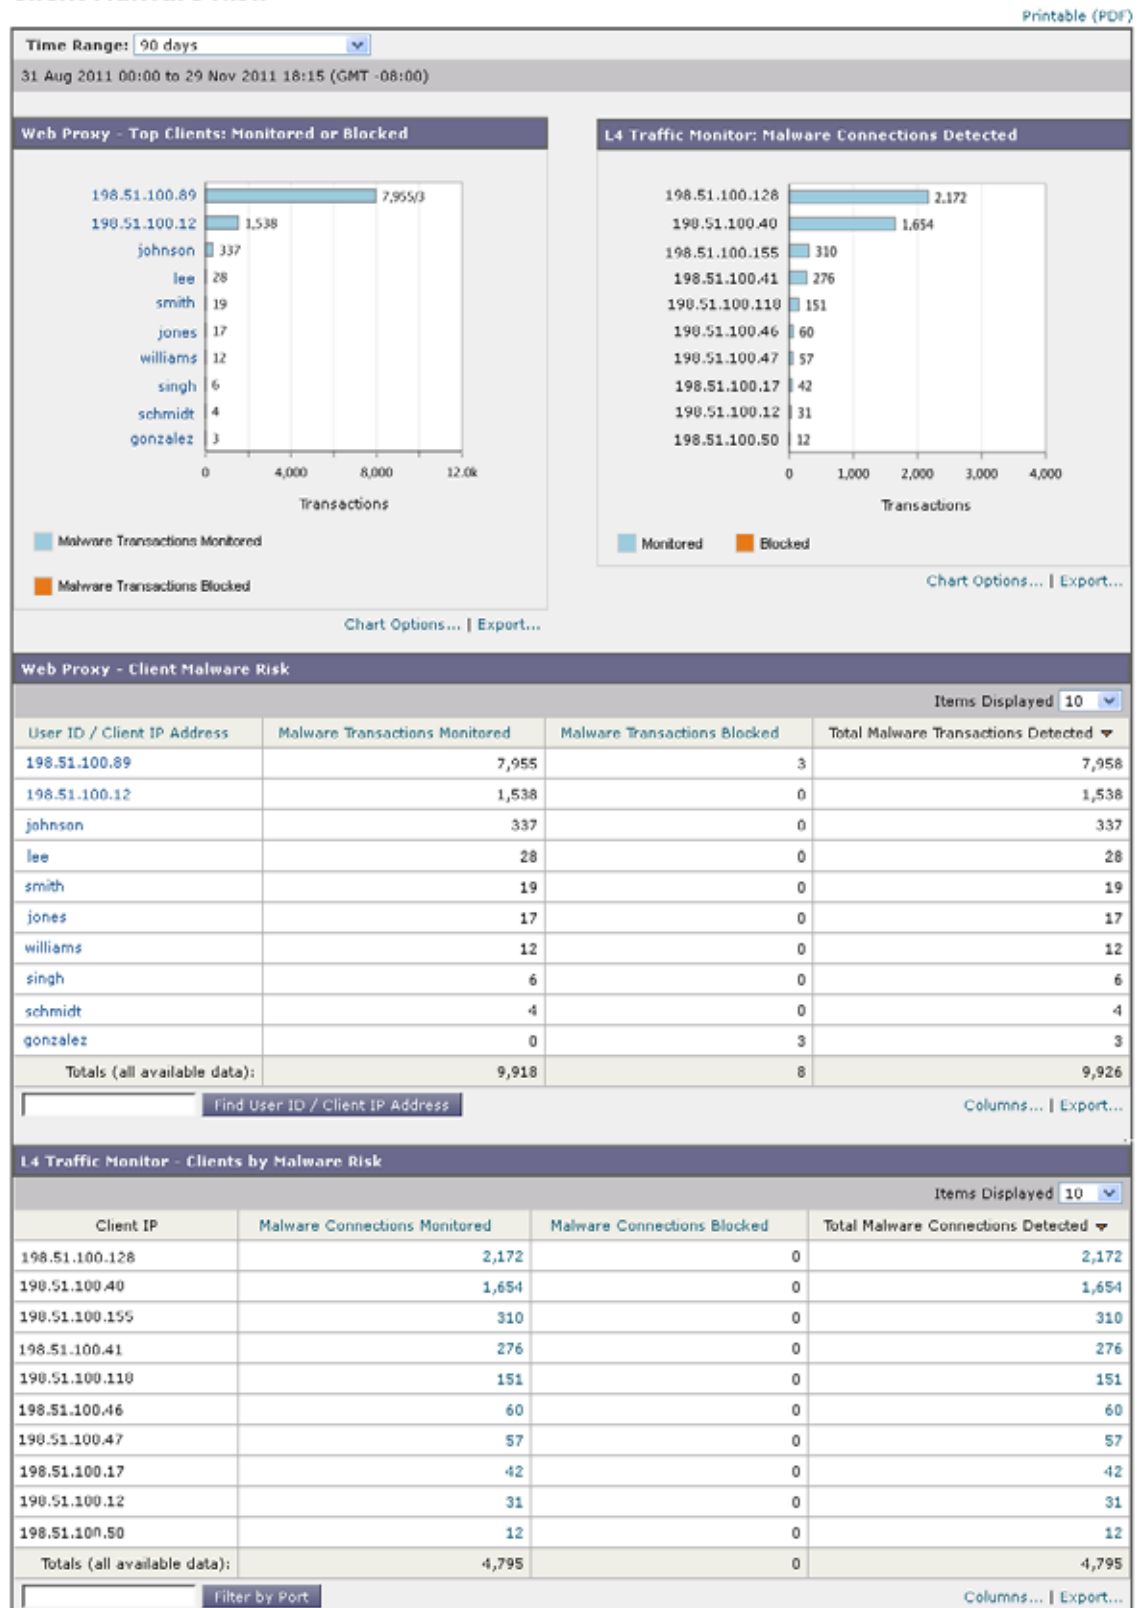 Printable (PDF)
Time Range: 90 days
31 Aug 2011 00:00 to 29 Nov 2011 18:15 (GMT -08:00)
Web Proxy - Top Clients: Monitored or Blocked
198.51.100.89 7,955/3
198.51.100.12 1,538
johnson 337
lee 28
smith 19
jones 17
williams 12
singh 6
schmidt 4
gonzalez 3
0 4,000 8,000 12.0k
Transactions
Malware Transactions Monitored
Malware Transactions Blocked
Chart Options... | Export...
L4 Traffic Monitor: Malware Connections Detected
198.51.100.128 2,172
198.51.100.40 1,654
198.51.100.155 310
198.51.100.41 276
198.51.100.118 151
198.51.100.46 60
198.51.100.47 57
198.51.100.17 42
198.51.100.12 31
198.51.100.50 12
0 1,000 2,000 3,000 4,000
Transactions
Monitored Blocked
Chart Options... | Export...
Web Proxy - Client Malware Risk
Items Displayed 10
User ID / Client IP Address Malware Transactions Monitored Malware Transactions Blocked Total Malware Transactions Detected
198.51.100.89 7,955 3 7,958
198.51.100.12 1,538 0 1,538
johnson 337 0 337
lee 28 0 28
smith 19 0 19
jones 17 0 17
williams 12 0 12
singh 6 0 6
schmidt 4 0 4
gonzalez 0 3 3
Totals (all available data): 9,918 8 9,926
Find User ID / Client IP Address Columns... | Export...
L4 Traffic Monitor - Clients by Malware Risk
Items Displayed 10
Client IP Malware Connections Monitored Malware Connections Blocked Total Malware Connections Detected
198.51.100.128 2,172 0 2,172
198.51.100.40 1,654 0 1,654
198.51.100.155 310 0 310
198.51.100.41 276 0 276
198.51.100.118 151 0 151
198.51.100.46 60 0 60
198.51.100.47 57 0 57
198.51.100.17 42 0 42
198.51.100.12 31 0 31
198.51.100.50 12 0 12
Totals (all available data): 4,795 0 4,795
Filter by Port Columns... | Export...